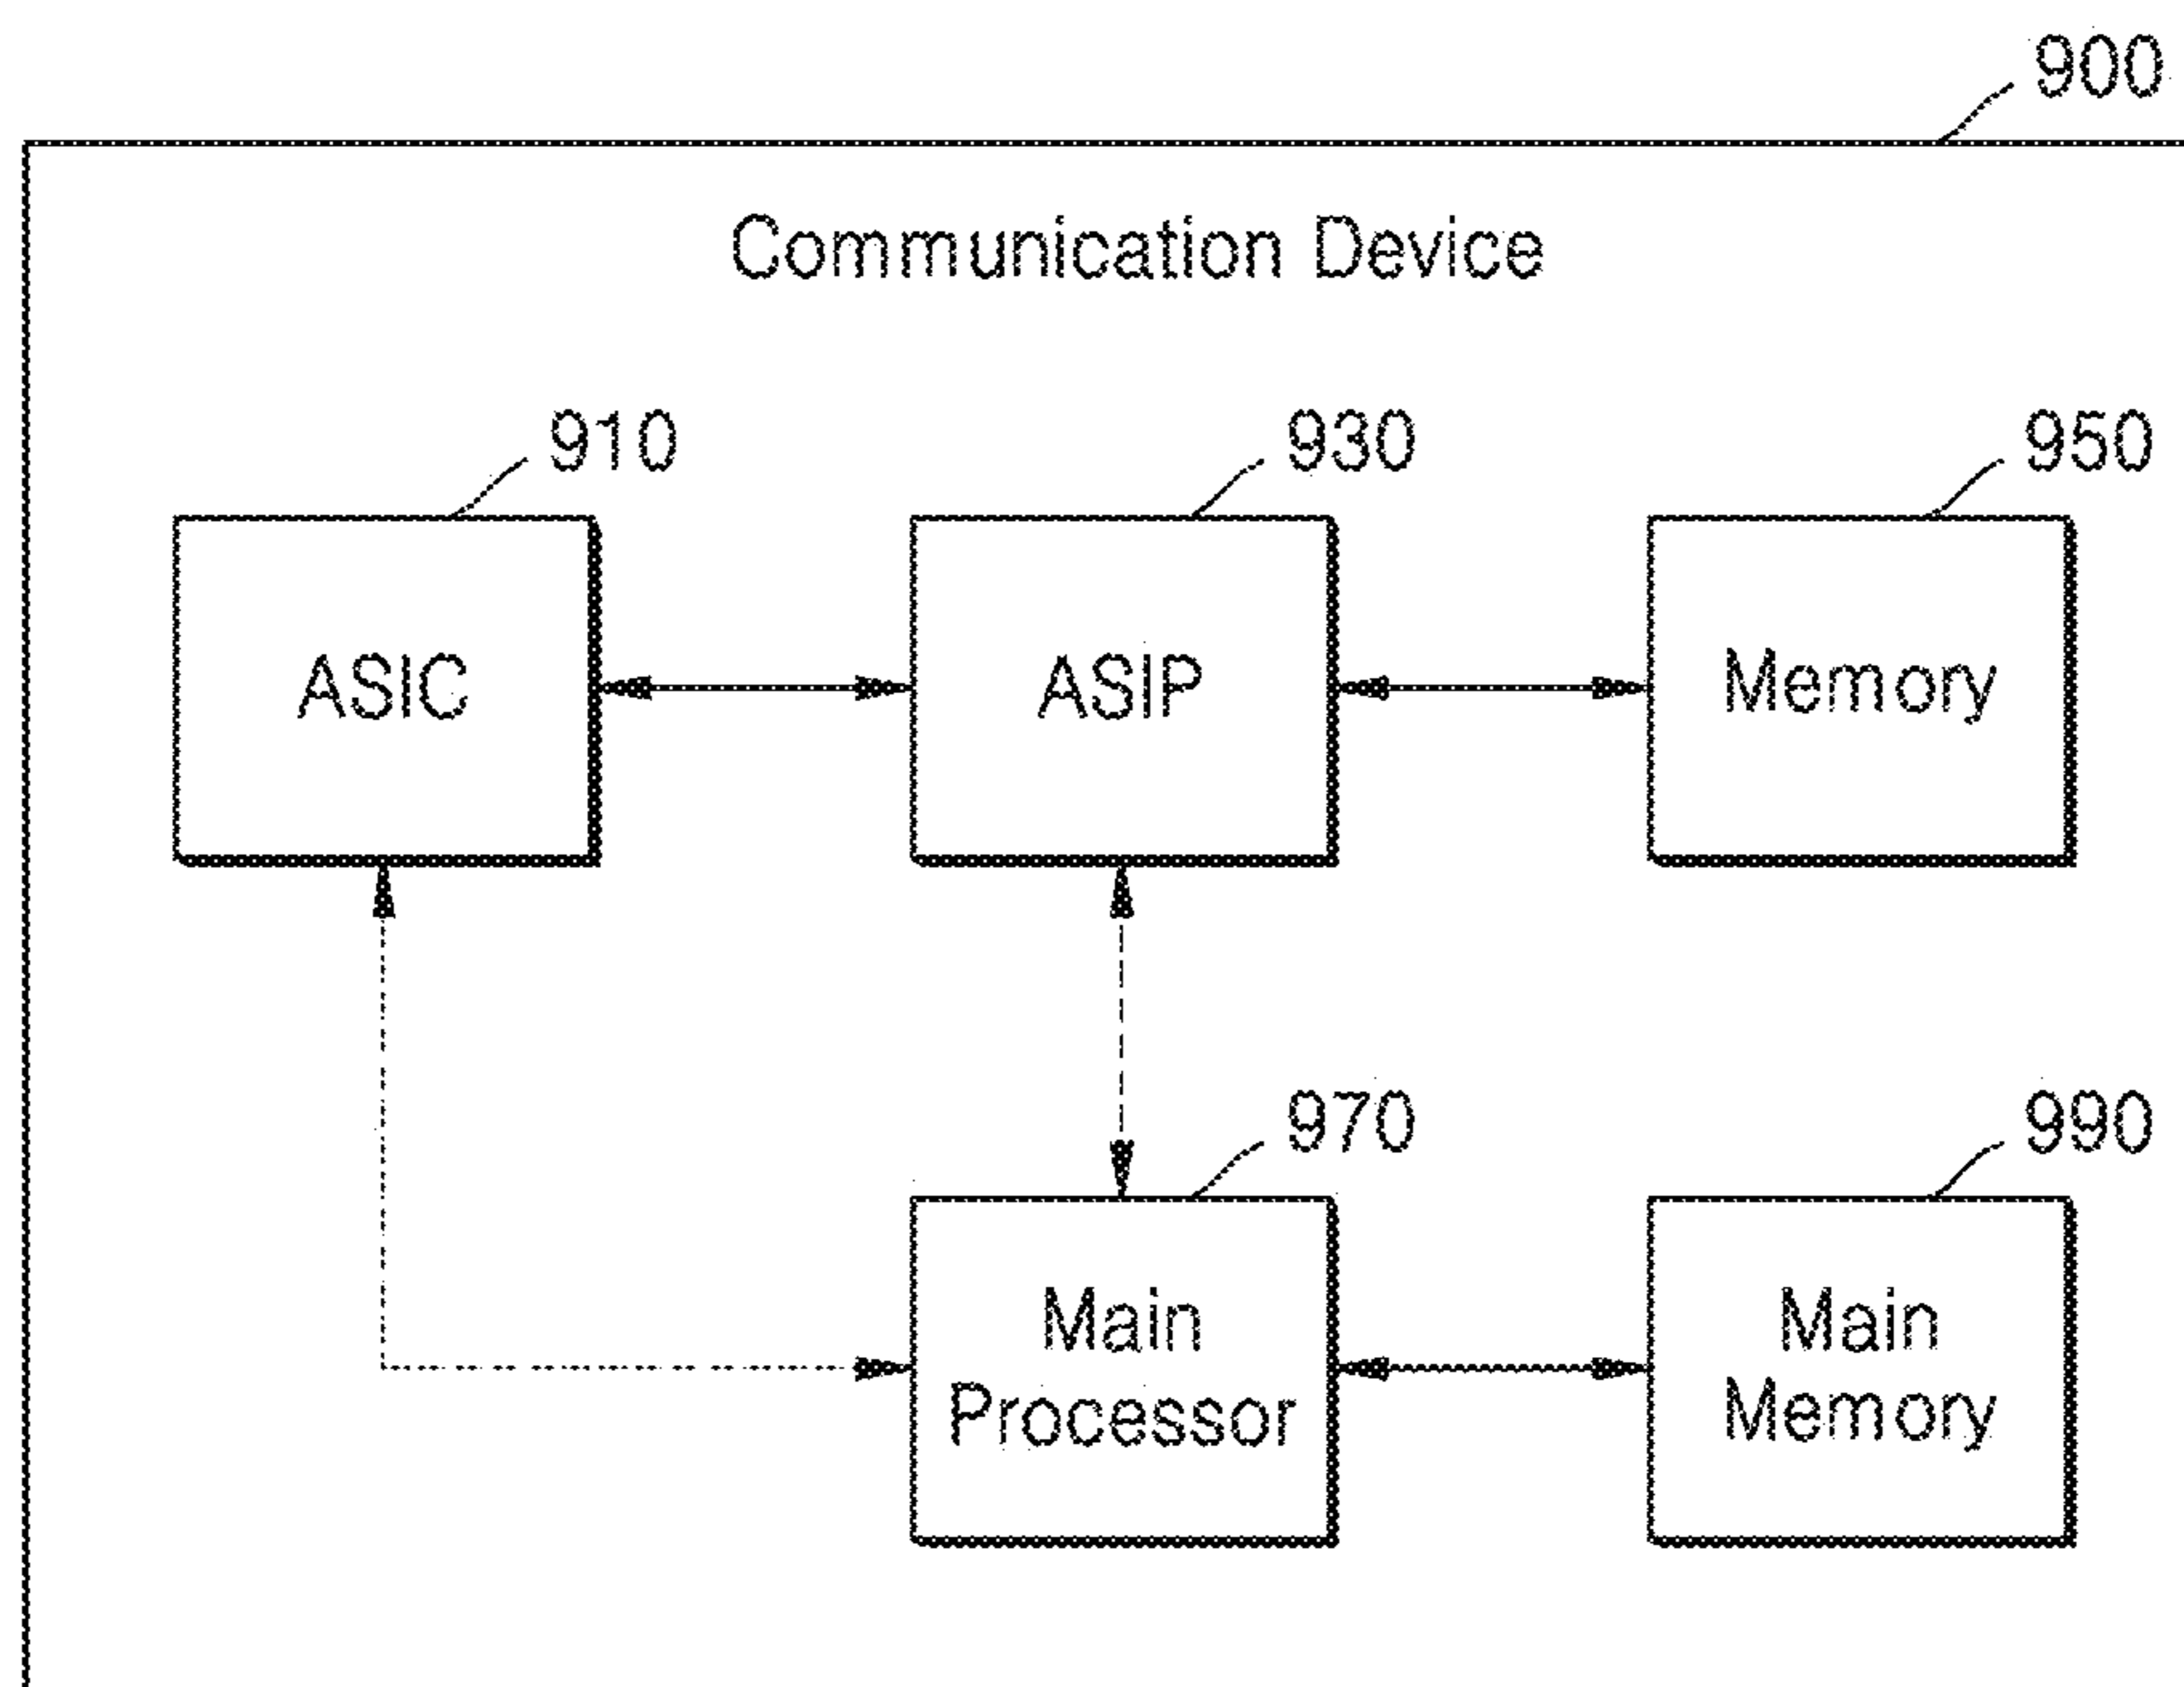 900
Communication Device
910
930
950
ASIC
ASIP
Memory
970
990
Main
Processor
Main
Memory